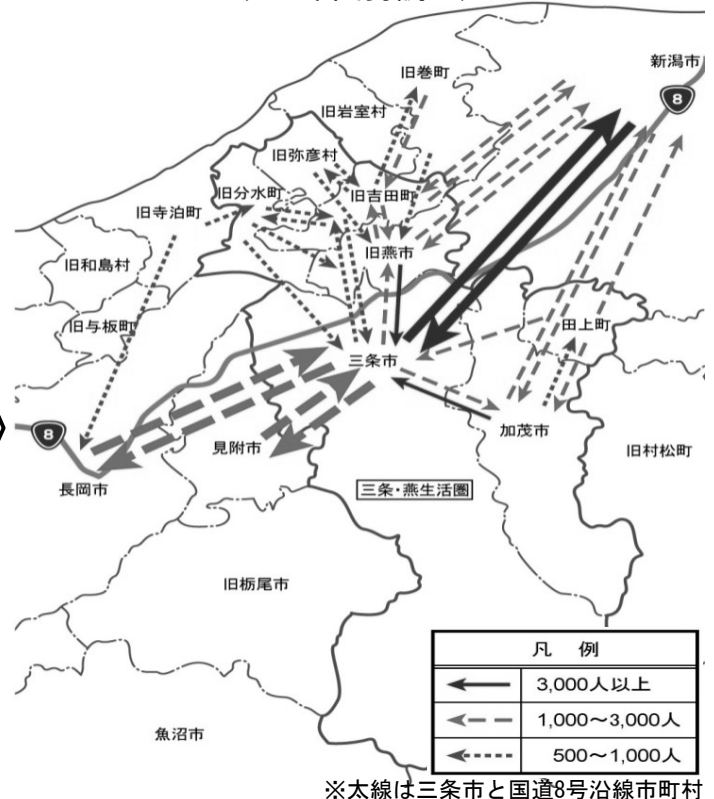 新潟市
8
旧巻町
旧岩室村
旧弥彦村
旧分水町
旧吉田町
旧寺泊町
旧燕市
旧和島村
旧与板町
田上町
三条市
加茂市
8
見附市
旧村松町
長岡市
三条・燕生活圏
旧栃尾市
魚沼市
凡 例
3,000人以上
1,000~3,000人
500~1,000人
※太線は三条市と国道8号沿線市町村